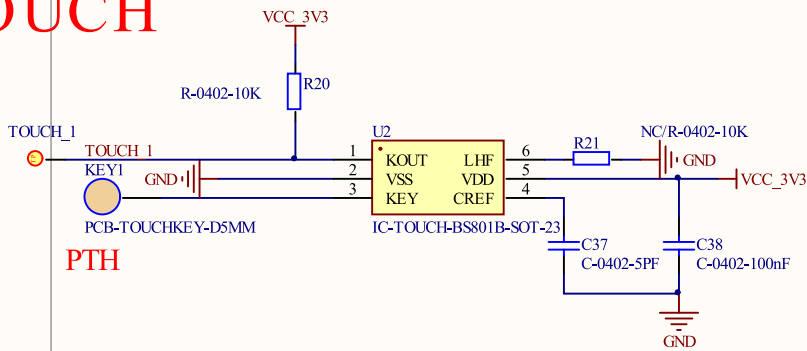 OUCH
VCC_3V3
R-0402-10K
R20
TOUCH_1
TOUCH_1
KEY1
GND
PCB-TOUCHKEY-D5MM
PTH
U2
1 KOUT LHF 6
2 VSS VDD 5
3 KEY CREF 4
IC-TOUCH-BS801B-SOT-23
R21
NC/R-0402-10K
GND
VCC_3V3
C37
C-0402-5PF
C38
C-0402-100nF
GND